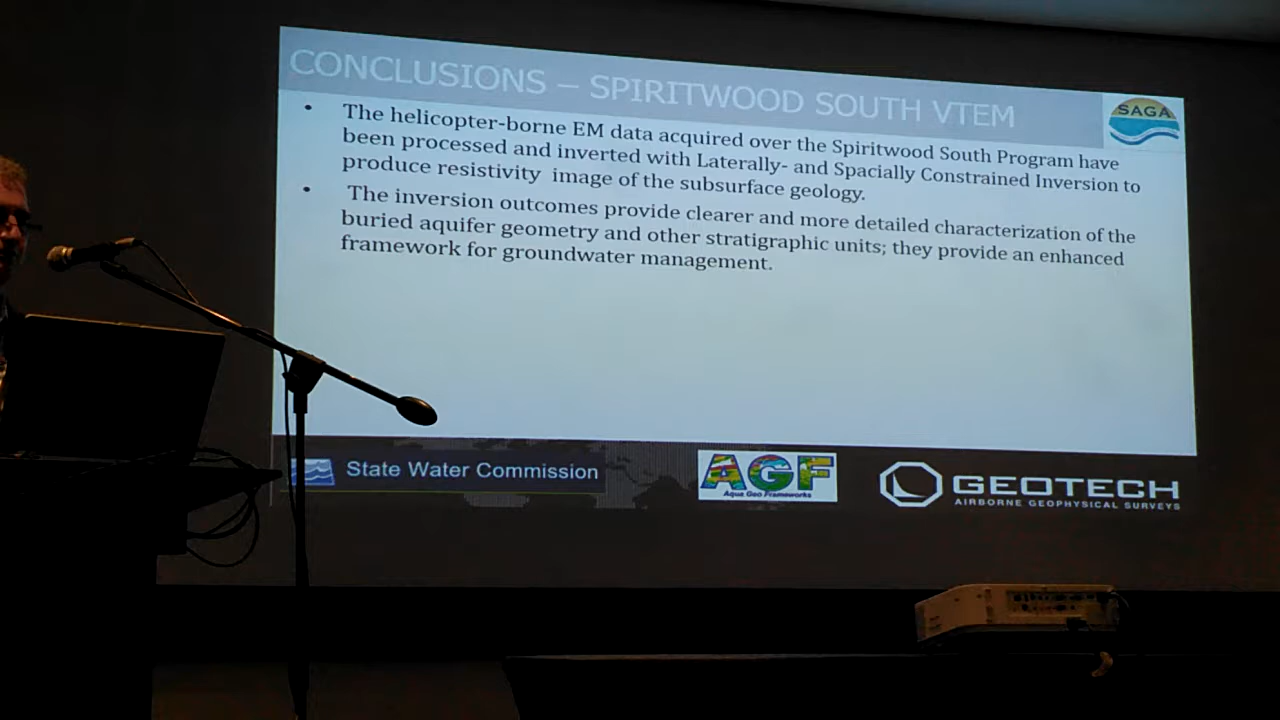 CONCLUSIONS – SPIRITWOOD SOUTH VTEM
SAGA
• The helicopter-borne EM data acquired over the Spiritwood South Program have
been processed and inverted with Laterally- and Spacially Constrained Inversion to
produce resistivity image of the subsurface geology.
• The inversion outcomes provide clearer and more detailed characterization of the
buried aquifer geometry and other stratigraphic units; they provide an enhanced
framework for groundwater management.
State Water Commission
AGF
Aqua Geo Frameworks
GEOTECH
AIRBORNE GEOPHYSICAL SURVEYS